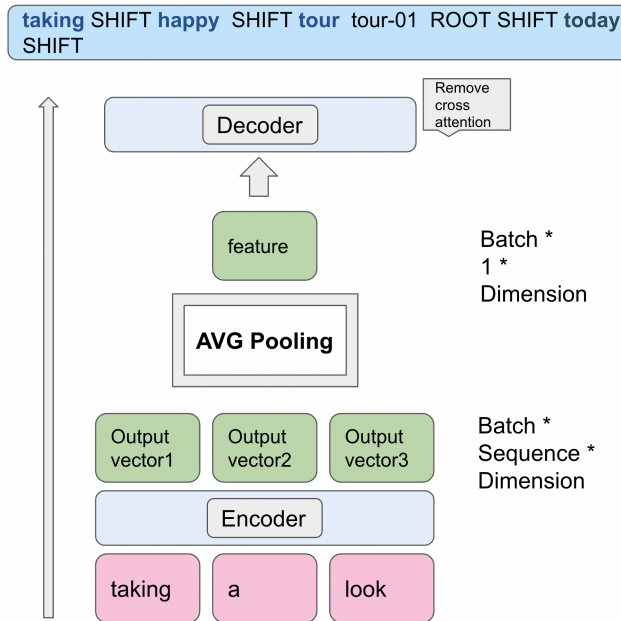 taking SHIFT happy SHIFT tour tour-01 ROOT SHIFT today
SHIFT
Remove
cross
attention
Decoder
feature
Batch *
1 *
Dimension
AVG Pooling
Output
vector1
Output
vector2
Output
vector3
Batch *
Sequence *
Dimension
Encoder
taking
a
look